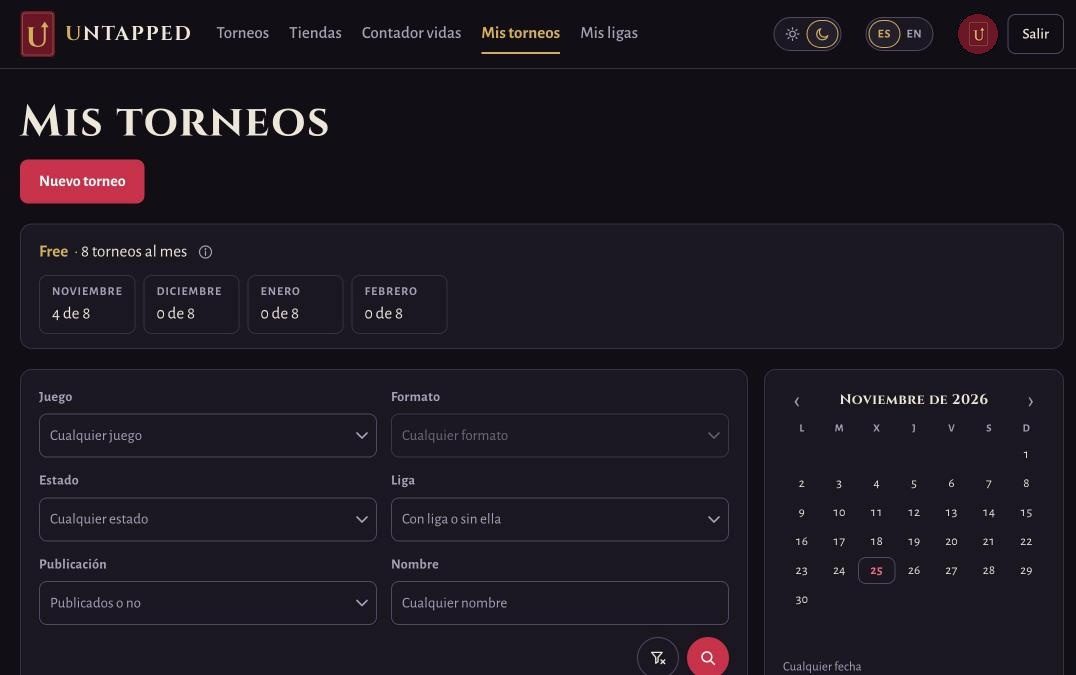 U UNTAPPED Torneos Tiendas Contador vidas Mis torneos Mis ligas ES EN U Salir
Mis torneos
Nuevo torneo
Free · 8 torneos al mes
NOVIEMBRE DICIEMBRE ENERO FEBRERO
4 de 8 0 de 8 0 de 8 0 de 8
Juego Formato
Cualquier juego Cualquier formato
Estado Liga
Cualquier estado Con liga o sin ella
Publicación Nombre
Publicados o no Cualquier nombre
‹ Noviembre de 2026 ›
L M X J V S D
1
2 3 4 5 6 7 8
9 10 11 12 13 14 15
16 17 18 19 20 21 22
23 24 25 26 27 28 29
30
Cualquier fecha